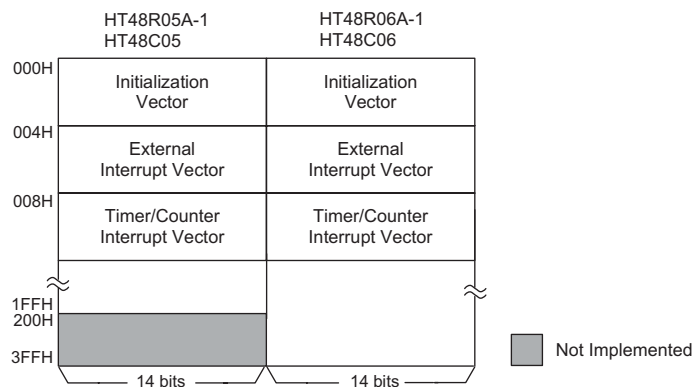 HT48R05A-1
HT48C05
HT48R06A-1
HT48C06
000H
Initialization
Vector
Initialization
Vector
004H
External
Interrupt Vector
External
Interrupt Vector
008H
Timer/Counter
Interrupt Vector
Timer/Counter
Interrupt Vector
1FFH
200H
3FFH
Not Implemented
14 bits
14 bits